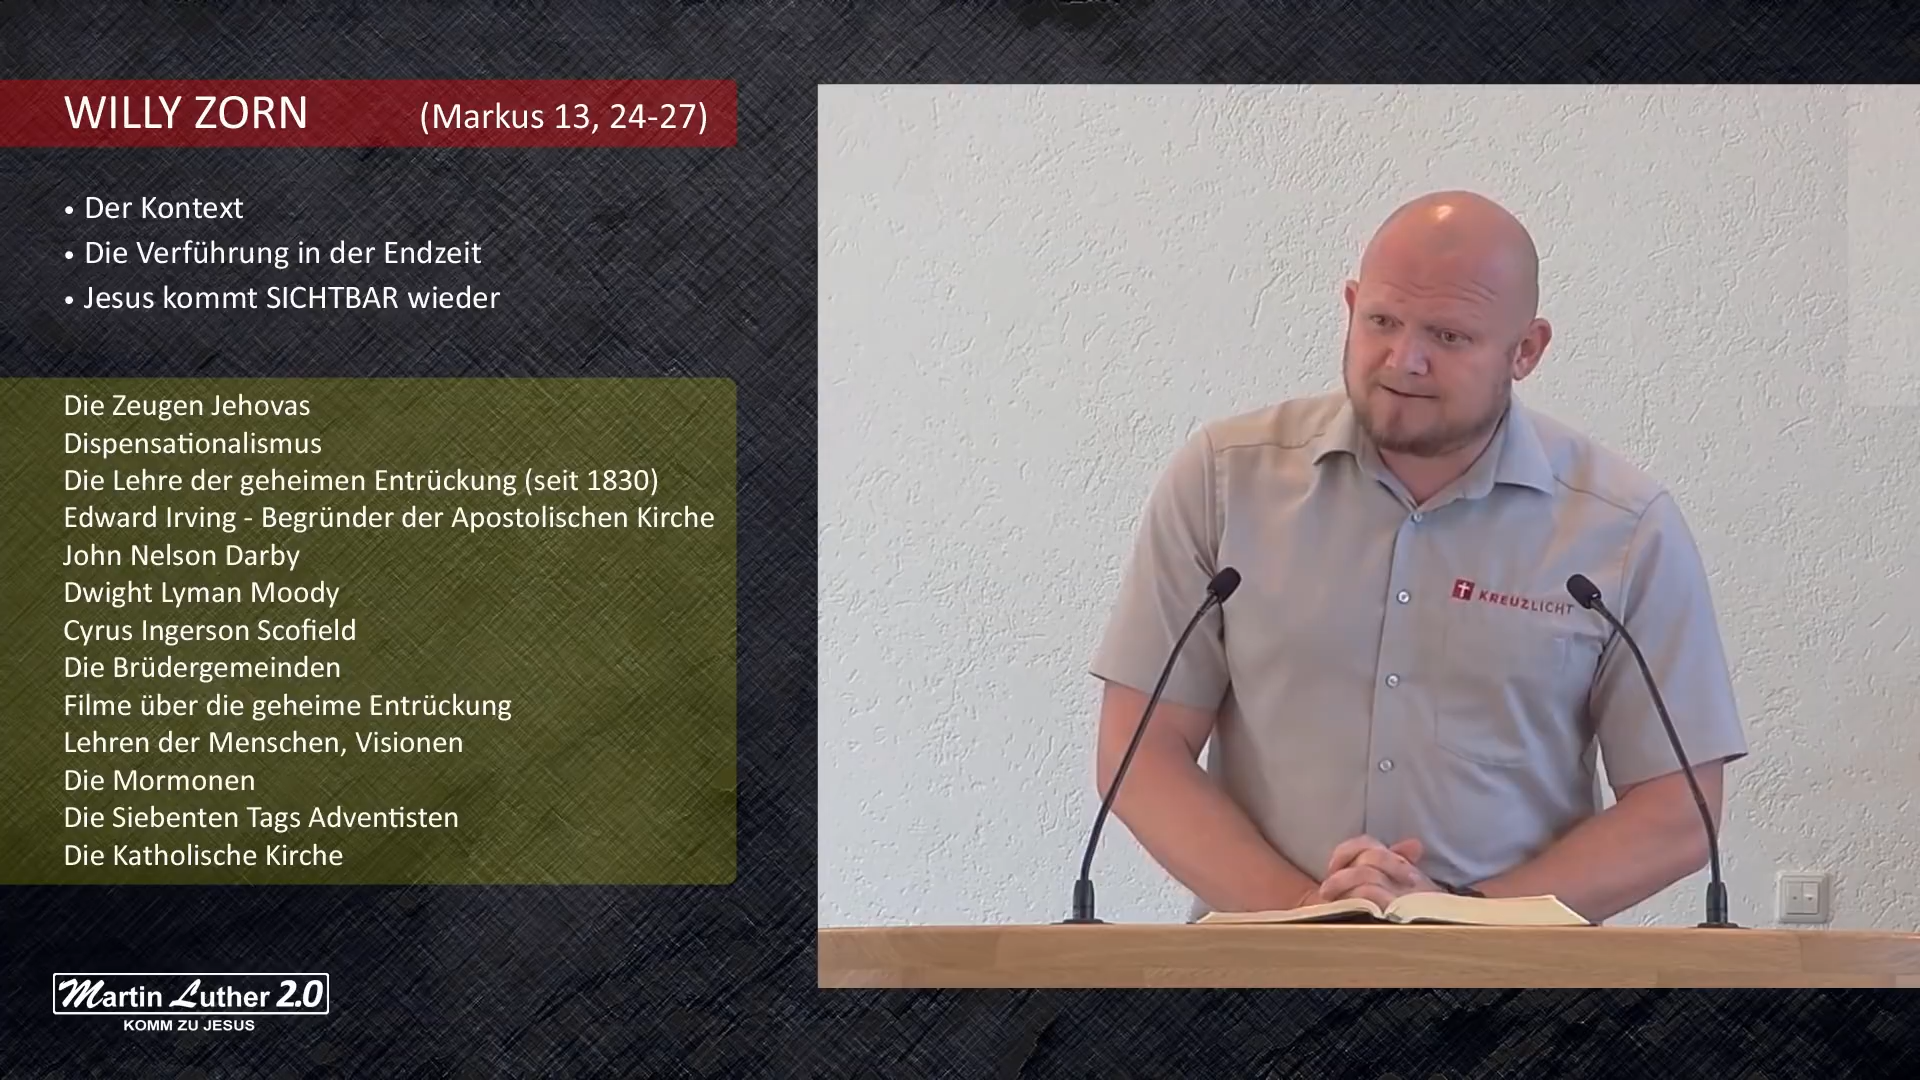 WILLY ZORN (Markus 13, 24-27)
• Der Kontext
• Die Verführung in der Endzeit
• Jesus kommt SICHTBAR wieder
Die Zeugen Jehovas
Dispensationalismus
Die Lehre der geheimen Entrückung (seit 1830)
Edward Irving - Begründer der Apostolischen Kirche
John Nelson Darby
Dwight Lyman Moody
Cyrus Ingerson Scofield
Die Brüdergemeinden
Filme über die geheime Entrückung
Lehren der Menschen, Visionen
Die Mormonen
Die Siebenten Tags Adventisten
Die Katholische Kirche
Martin Luther 2.0
KOMM ZU JESUS
KREUZLICHT